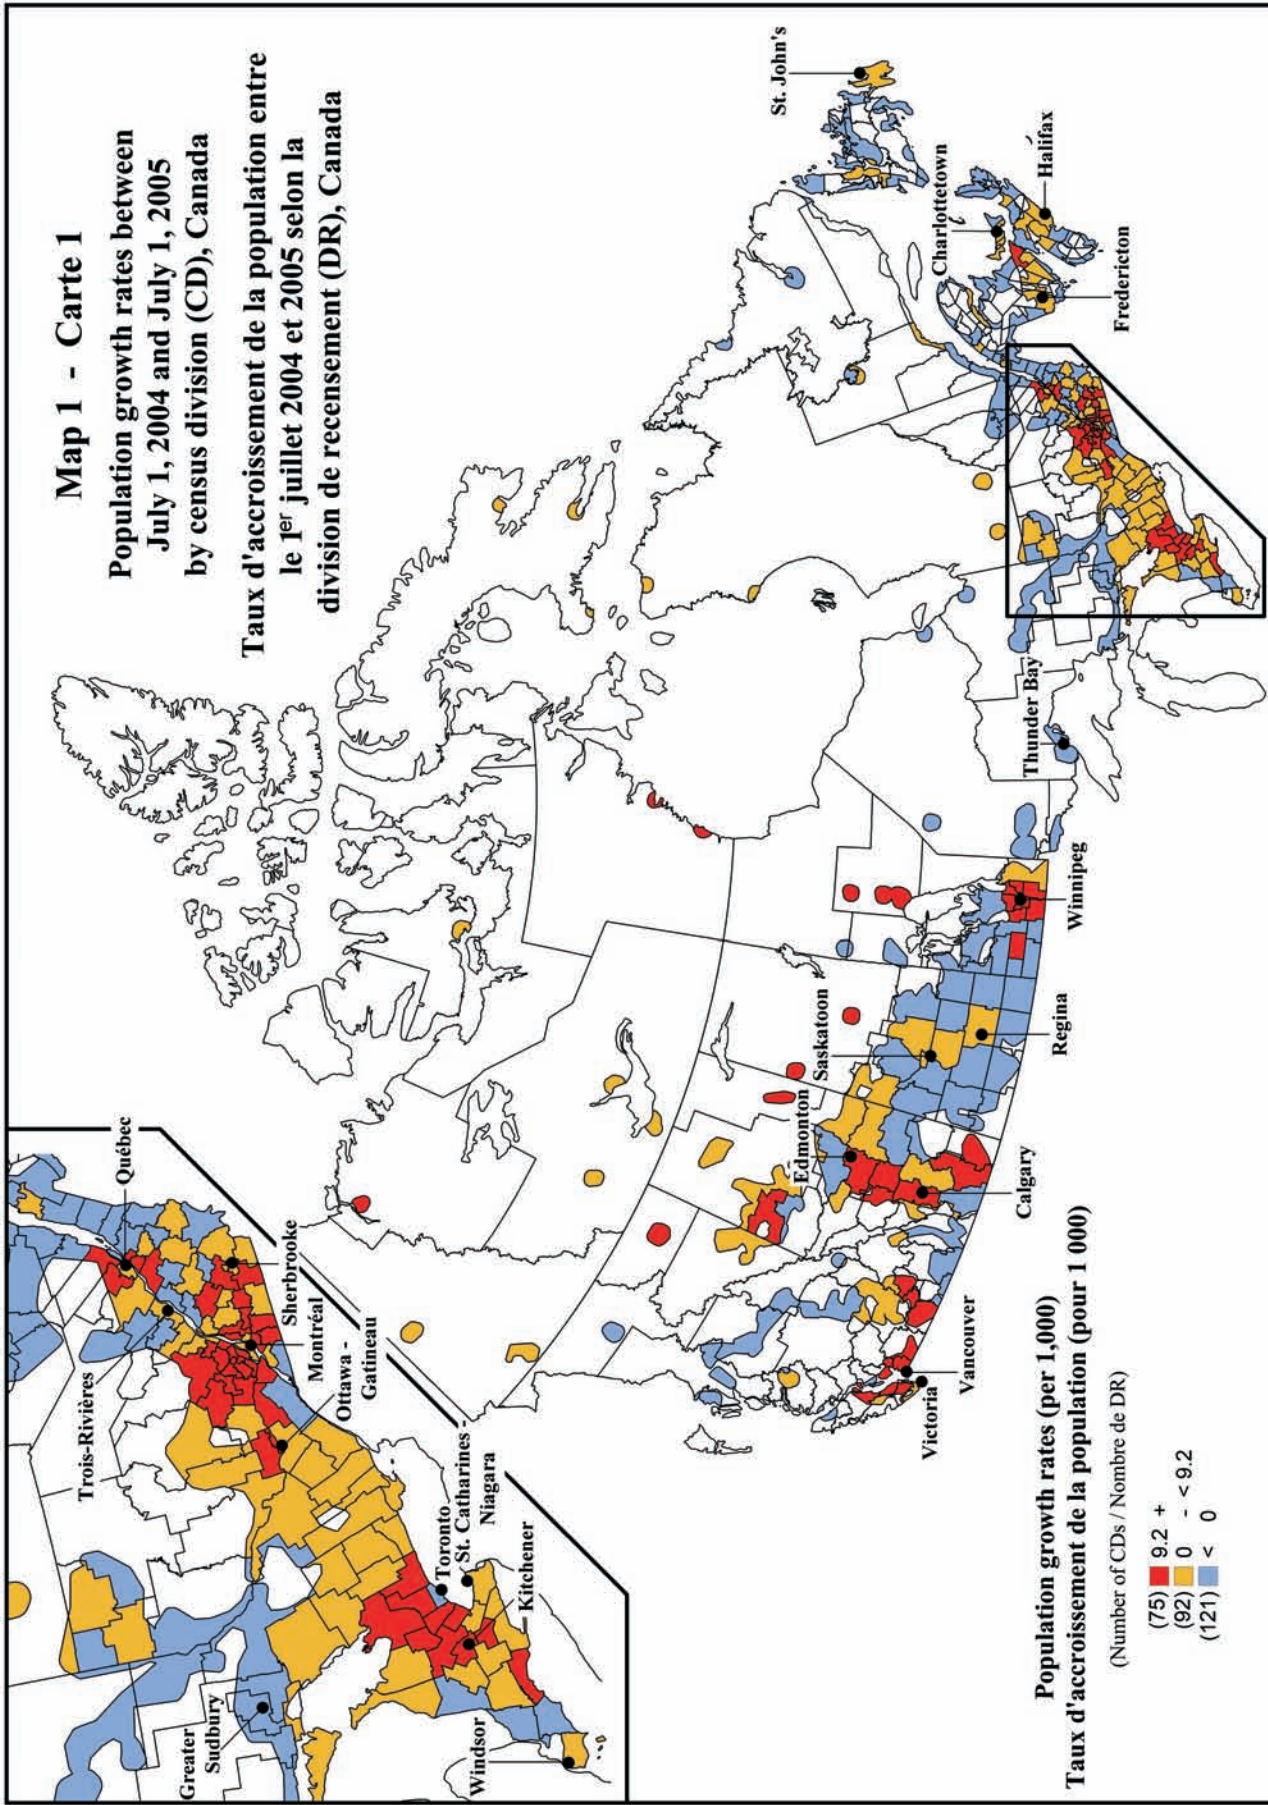 Map 1 - Carte 1
Population growth rates between
July 1, 2004 and July 1, 2005
by census division (CD), Canada
Taux d'accroissement de la population entre
le 1er juillet 2004 et 2005 selon la
division de recensement (DR), Canada
Québec
Trois-Rivières
Sherbrooke
Montréal
Ottawa -
Gatineau
Greater
Sudbury
Toronto
St. Catharines -
Niagara
Kitchener
Windsor
St. John's
Charlottetown
Halifax
Fredericton
Thunder Bay
Winnipeg
Saskatoon
Regina
Edmonton
Calgary
Vancouver
Victoria
Population growth rates (per 1,000)
Taux d'accroissement de la population (pour 1 000)
(Number of CDs / Nombre de DR)
(75) 9.2 +
(92) 0 - < 9.2
(121) < 0